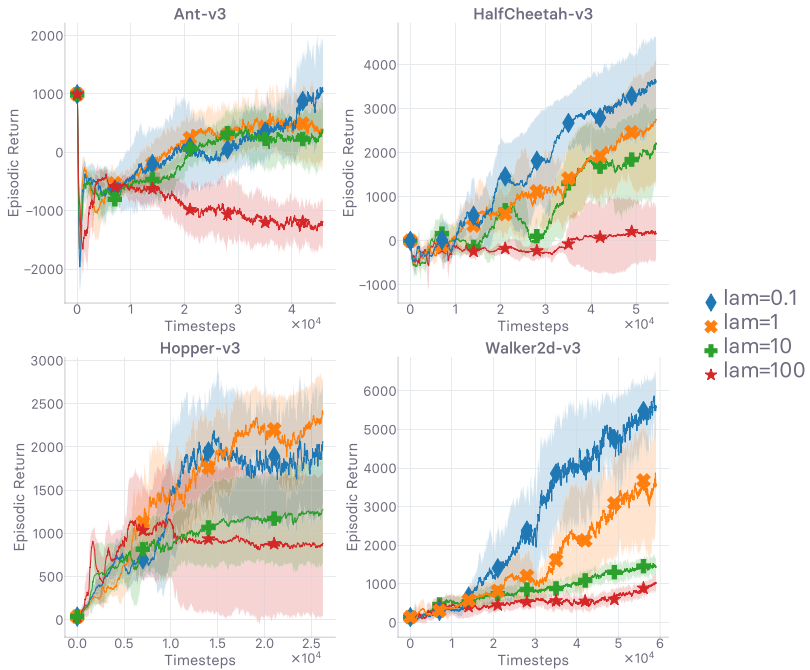 Ant-v3
Episodic Return
2000
1000
0
−1000
−2000
0 2 3 4
×10⁴
Timesteps
HalfCheetah-v3
Episodic Return
4000
3000
2000
1000
0
−1000
0 1 2 3 4 5
×10⁴
Timesteps
Hopper-v3
Episodic Return
3000
2500
2000
1500
1000
500
0
0.0 0.5 1.0 1.5 2.0 2.5
×10⁴
Timesteps
Walker2d-v3
Episodic Return
6000
5000
4000
3000
2000
1000
0
0 1 2 3 4 5 6
×10⁴
Timesteps
lam=0.1
lam=1
lam=10
lam=100